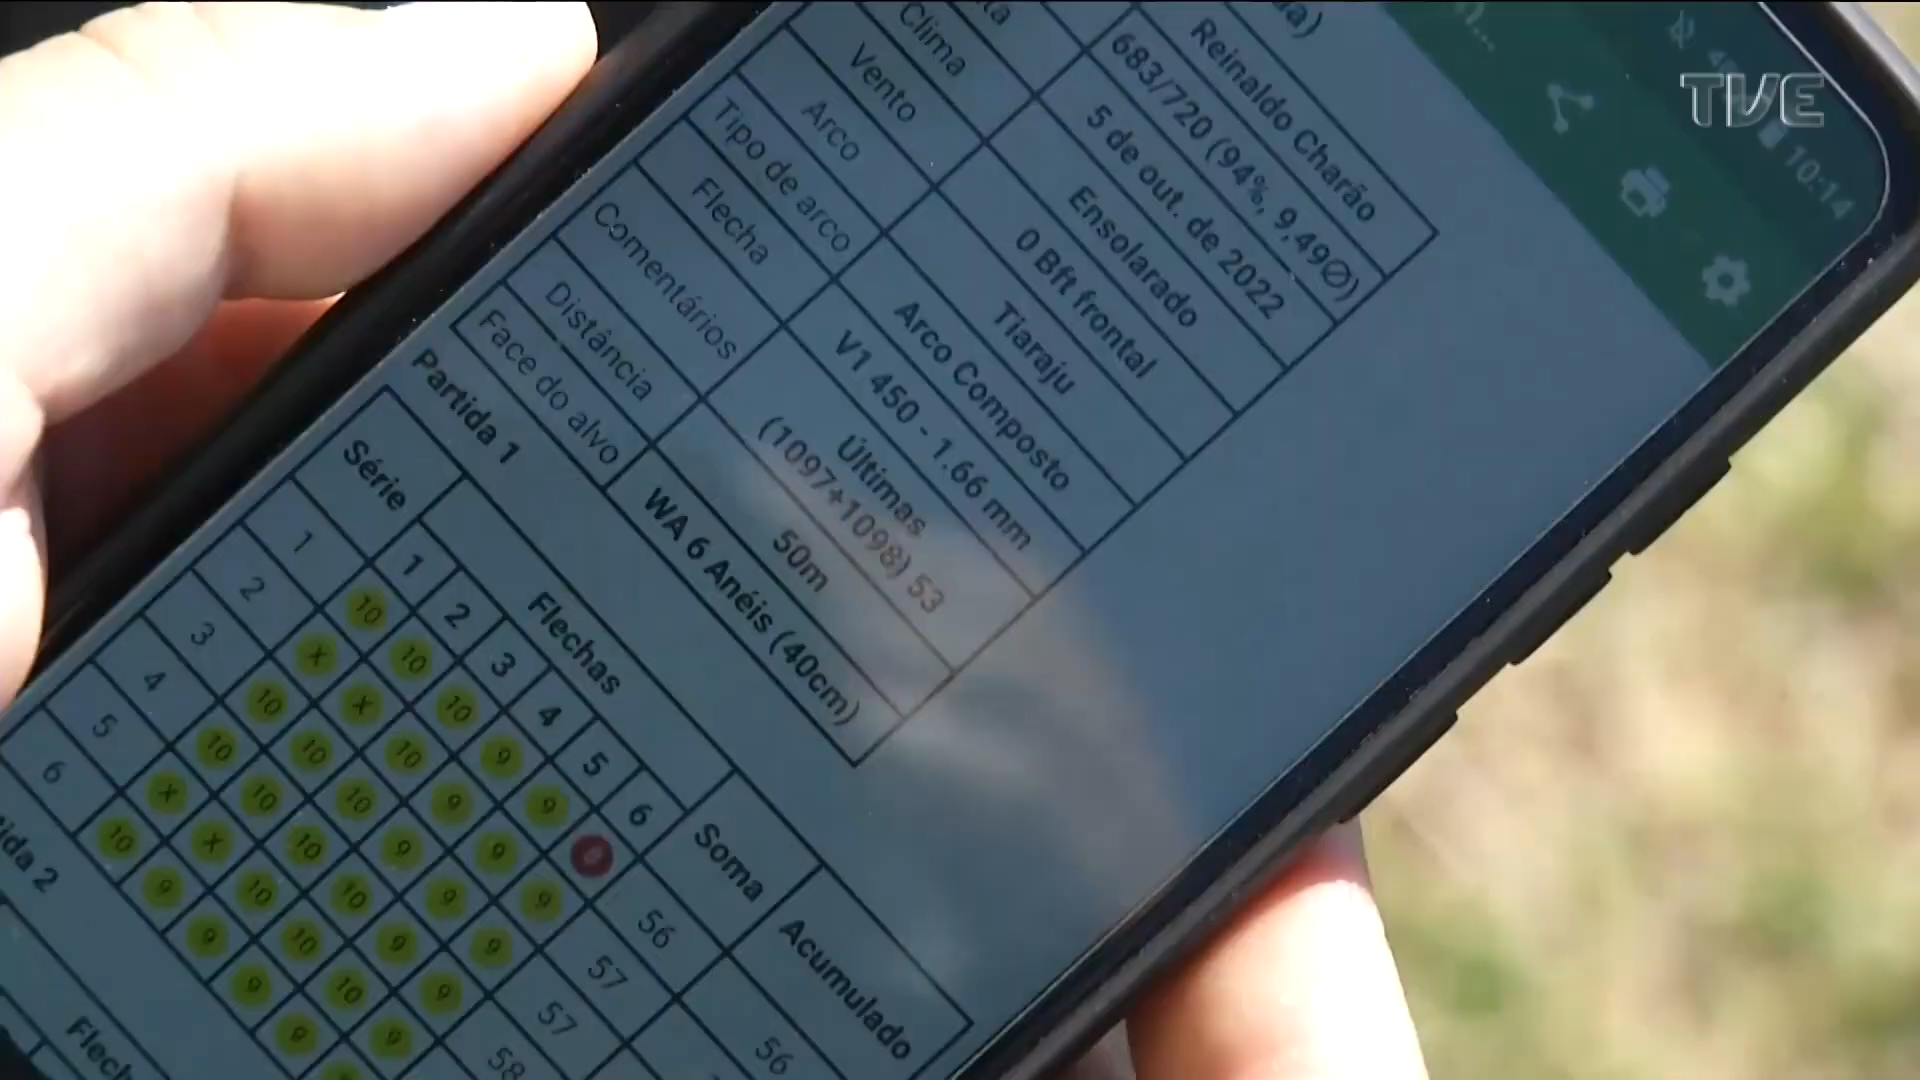 Reinaldo Charão
683/720 (94%, 9,49∅)
5 de out. de 2022
Clima Ensolarado
Vento 0 Bft frontal
Arco Tiaraju
Tipo de arco Arco Composto
Flecha V1 450 - 1.66 mm
Comentários Últimas
(1097+1098) 53
Distância 50m
Face do alvo WA 6 Anéis (40cm)
Partida 1
Série Flechas Soma Acumulado
1 2 3 4 5 6
1 10 10 10 9 9 8 56 56
2 X X 10 9 9 9 57
3 10 10 10 9 9 9 57
4 10 10 10 10 9 9 58
5 X X 10 10 10 9
6 10 9 9 9 9
ida 2
Flech
10:14
TVE